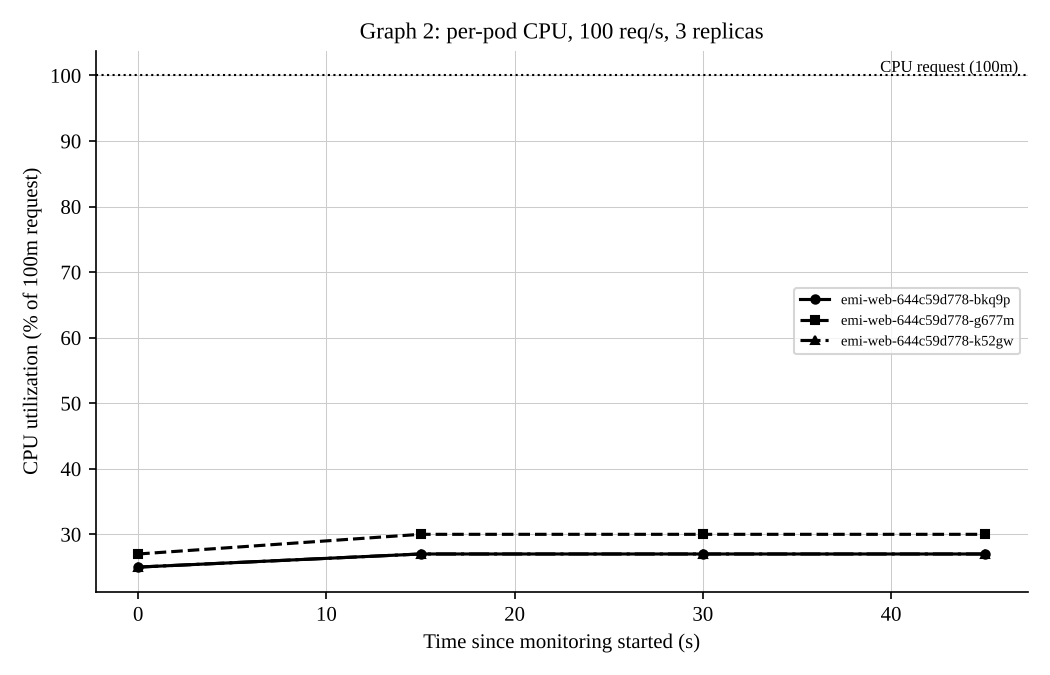 Graph 2: per-pod CPU, 100 req/s, 3 replicas
CPU request (100m)
100
90
80
70
60
50
40
30
CPU utilization (% of 100m request)
emi-web-644c59d778-bkq9p
emi-web-644c59d778-g677m
emi-web-644c59d778-k52gw
0 10 20 30 40
Time since monitoring started (s)